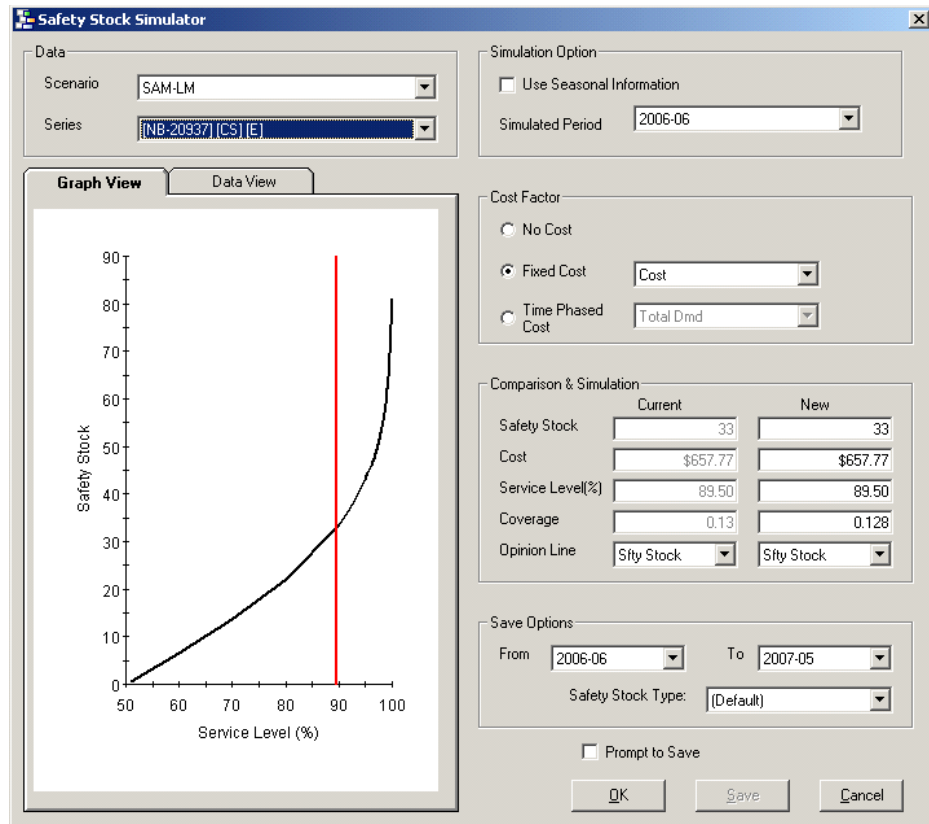 Safety Stock Simulator
Data
Scenario
SAM-LM
Series
[NB-20937] [CS] [E]
Simulation Option
Use Seasonal Information
Simulated Period
2006-06
Graph View
Data View
90
80
70
60
50
40
30
20
10
0
Safety Stock
50 60 70 80 90 100
Service Level (%)
Cost Factor
No Cost
Fixed Cost
Cost
Time Phased
Cost
Total Dmd
Comparison & Simulation
Current New
Safety Stock 33 33
Cost $657.77 $657.77
Service Level(%) 89.50 89.50
Coverage 0.13 0.128
Opinion Line Sfty Stock Sfty Stock
Save Options
From 2006-06 To 2007-05
Safety Stock Type: (Default)
Prompt to Save
OK Save Cancel